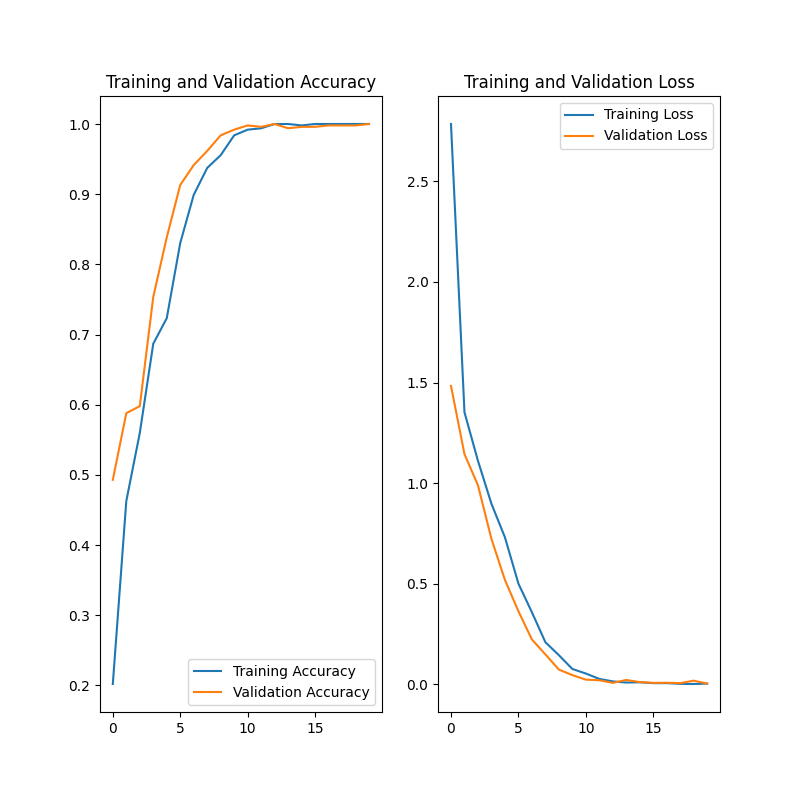 Training and Validation Accuracy
1.0
0.9
0.8
0.7
0.6
0.5
0.4
0.3
0.2
0 5 10 15
Training Accuracy
Validation Accuracy
Training and Validation Loss
2.5
2.0
1.5
1.0
0.5
0.0
0 5 10 15
Training Loss
Validation Loss